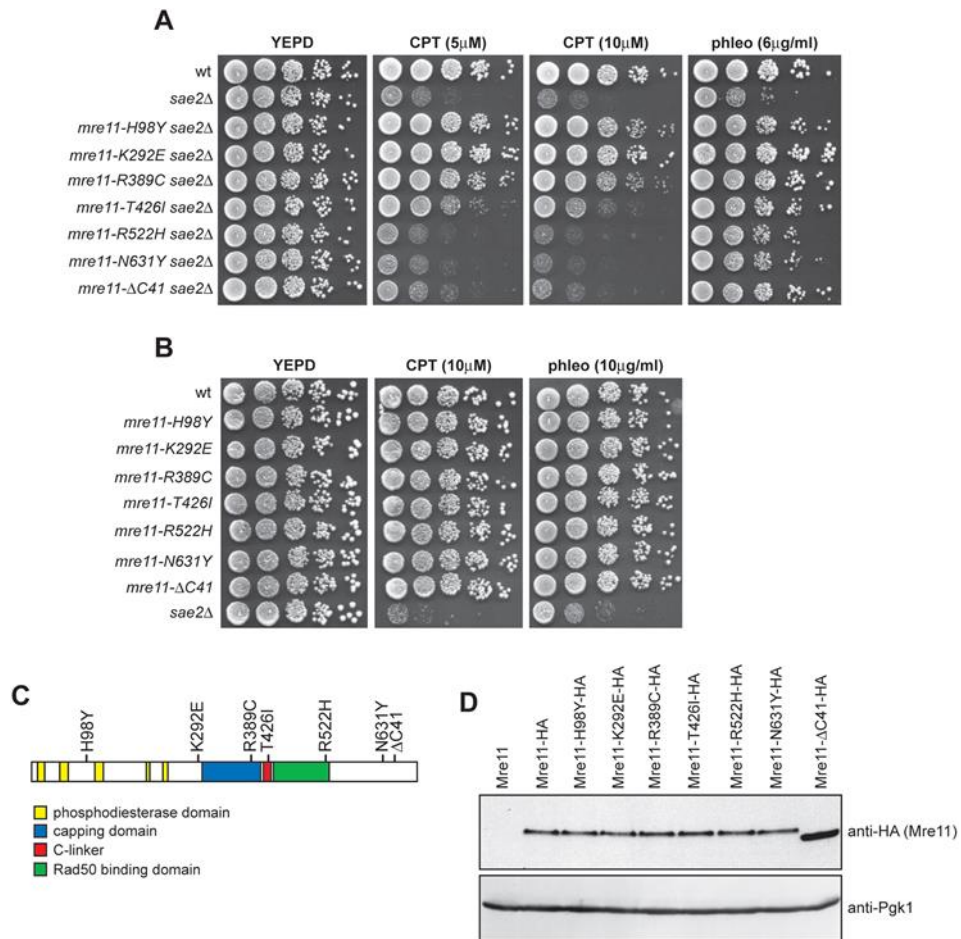 A
YEPD
CPT (5μM)
CPT (10μM)
phleo (6μg/ml)
wt
sae2Δ
mre11-H98Y sae2Δ
mre11-K292E sae2Δ
mre11-R389C sae2Δ
mre11-T426I sae2Δ
mre11-R522H sae2Δ
mre11-N631Y sae2Δ
mre11-ΔC41 sae2Δ
B
YEPD
CPT (10μM)
phleo (10μg/ml)
wt
mre11-H98Y
mre11-K292E
mre11-R389C
mre11-T426I
mre11-R522H
mre11-N631Y
mre11-ΔC41
sae2Δ
C
H98Y
K292E
R389C
T426I
R522H
N631Y
ΔC41
phosphodiesterase domain
capping domain
C-linker
Rad50 binding domain
D
Mre11
Mre11-HA
Mre11-H98Y-HA
Mre11-K292E-HA
Mre11-R389C-HA
Mre11-T426I-HA
Mre11-R522H-HA
Mre11-N631Y-HA
Mre11-ΔC41-HA
anti-HA (Mre11)
anti-Pgk1